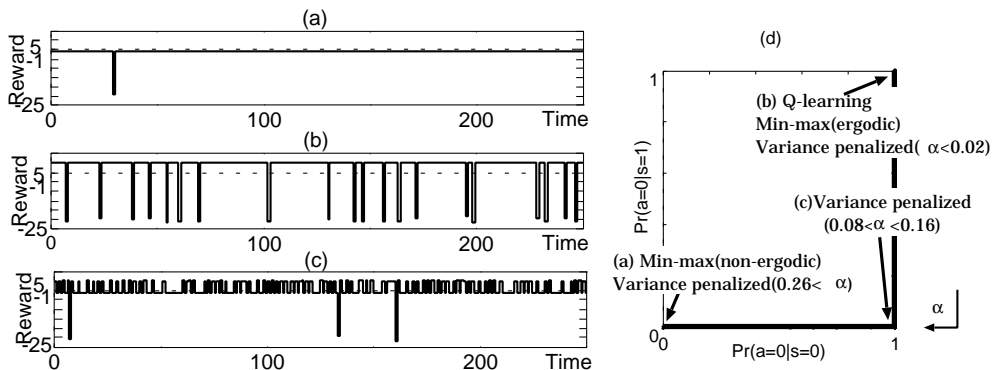 (a)
Reward
5
-1
-25
0
100
200
Time
(b)
Reward
5
-1
-25
0
100
200
Time
(c)
Reward
5
-1
-25
0
100
200
Time
(d)
1
Pr(a=0|s=1)
0
0
1
Pr(a=0|s=0)
(b) Q-learning
Min-max(ergodic)
Variance penalized( α<0.02)
(c)Variance penalized
(0.08<α <0.16)
(a) Min-max(non-ergodic)
Variance penalized(0.26< α)
α